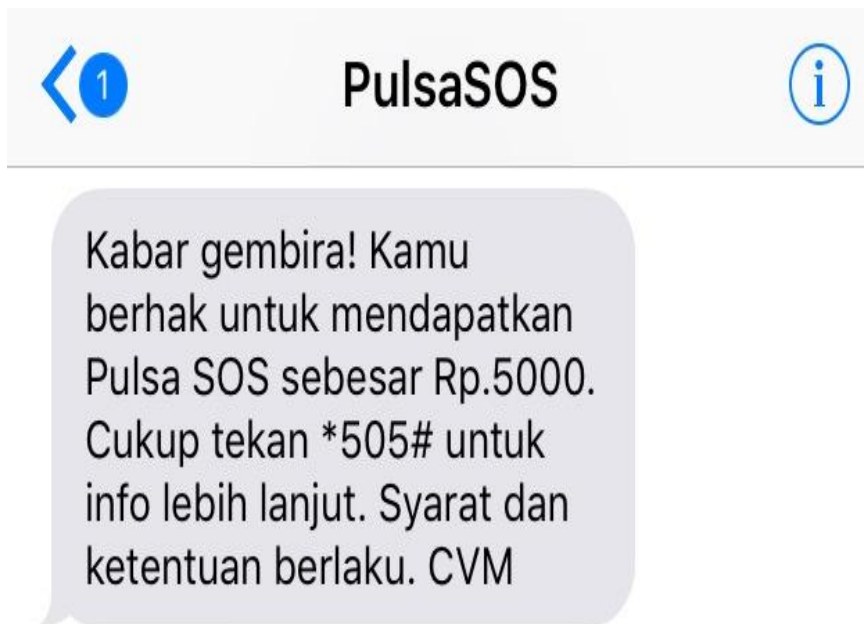 1
PulsaSOS
i
Kabar gembira! Kamu
berhak untuk mendapatkan
Pulsa SOS sebesar Rp.5000.
Cukup tekan *505# untuk
info lebih lanjut. Syarat dan
ketentuan berlaku. CVM